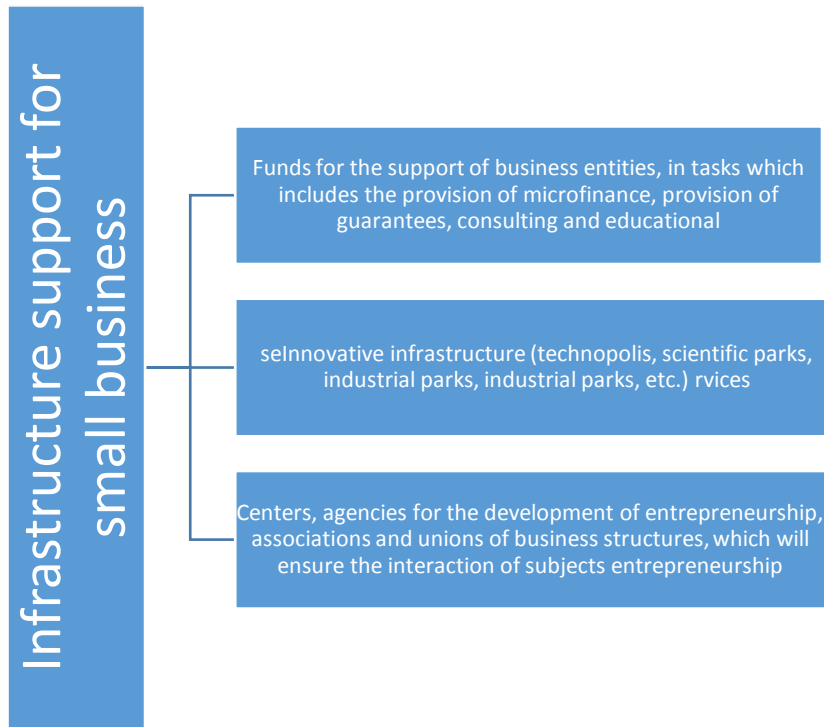 Infrastructure support for
small business
Funds for the support of business entities, in tasks which
includes the provision of microfinance, provision of
guarantees, consulting and educational
seInnovative infrastructure (technopolis, scientific parks,
industrial parks, industrial parks, etc.) rvices
Centers, agencies for the development of entrepreneurship,
associations and unions of business structures, which will
ensure the interaction of subjects entrepreneurship